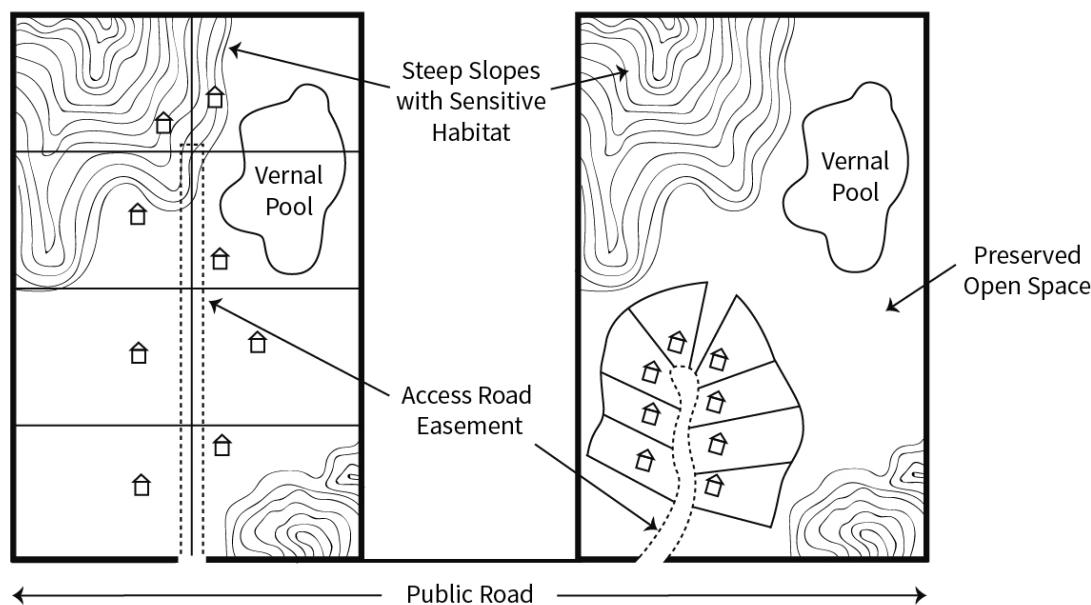 Steep Slopes
with Sensitive
Habitat
Vernal
Pool
Vernal
Pool
Preserved
Open Space
Access Road
Easement
Public Road